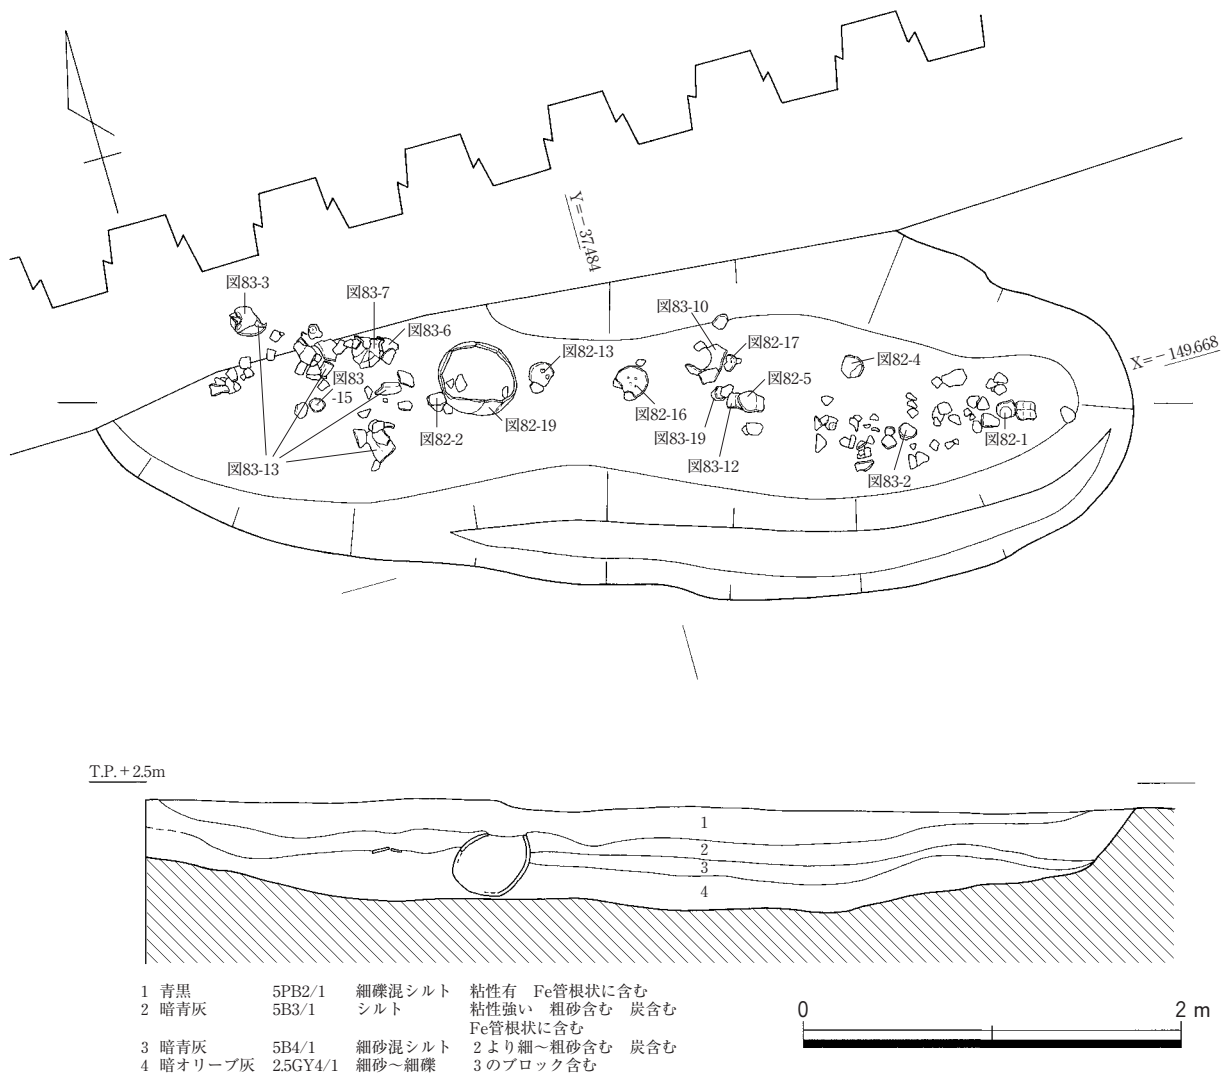 Y=－37,484
図83-3
図83-7
図83-6
図83-10
図82-13
図82-17
図82-4
X=－149,668
図83
-15
図82-5
図82-16
図82-2
図82-19
図83-19
図82-1
図83-13
図83-12
図83-2
T.P.＋2.5m
1
2
3
4
1 青黒 5PB2/1 細礫混シルト 粘性有 Fe管根状に含む
2 暗青灰 5B3/1 シルト 粘性強い 粗砂含む 炭含む
Fe管根状に含む
3 暗青灰 5B4/1 細砂混シルト 2より細～粗砂含む 炭含む
4 暗オリーブ灰 2.5GY4/1 細砂～細礫 3のブロック含む
0 2 m